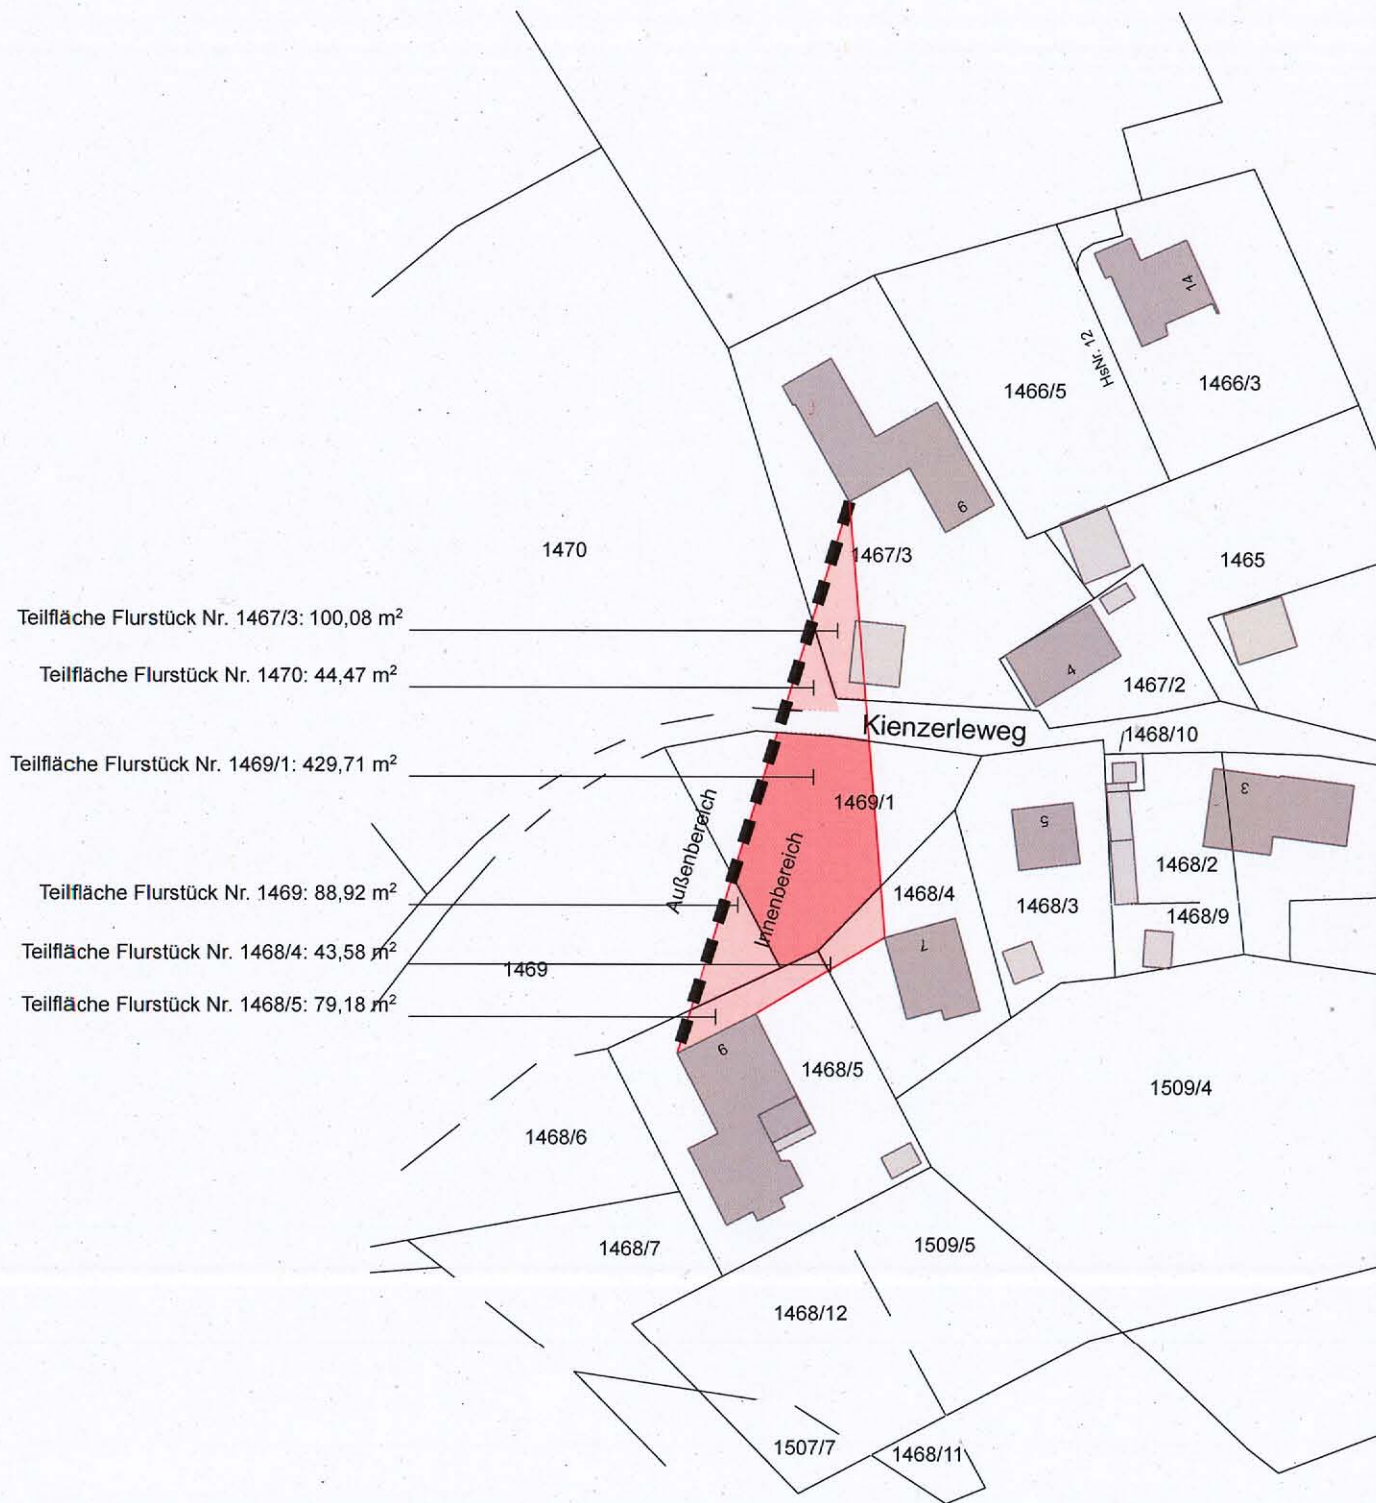 14
HsNr. 12
1466/5
1466/3
9
1470
1467/3
1465
Teilfläche Flurstück Nr. 1467/3: 100,08 m²
Teilfläche Flurstück Nr. 1470: 44,47 m²
4
1467/2
Kienzerleweg
1468/10
Teilfläche Flurstück Nr. 1469/1: 429,71 m²
3
1469/1
5
Außenbereich
Innenbereich
1468/2
Teilfläche Flurstück Nr. 1469: 88,92 m²
1468/4
1468/3
1468/9
Teilfläche Flurstück Nr. 1468/4: 43,58 m²
7
1469
Teilfläche Flurstück Nr. 1468/5: 79,18 m²
9
1468/5
1509/4
1468/6
1468/7
1509/5
1468/12
1507/7
1468/11